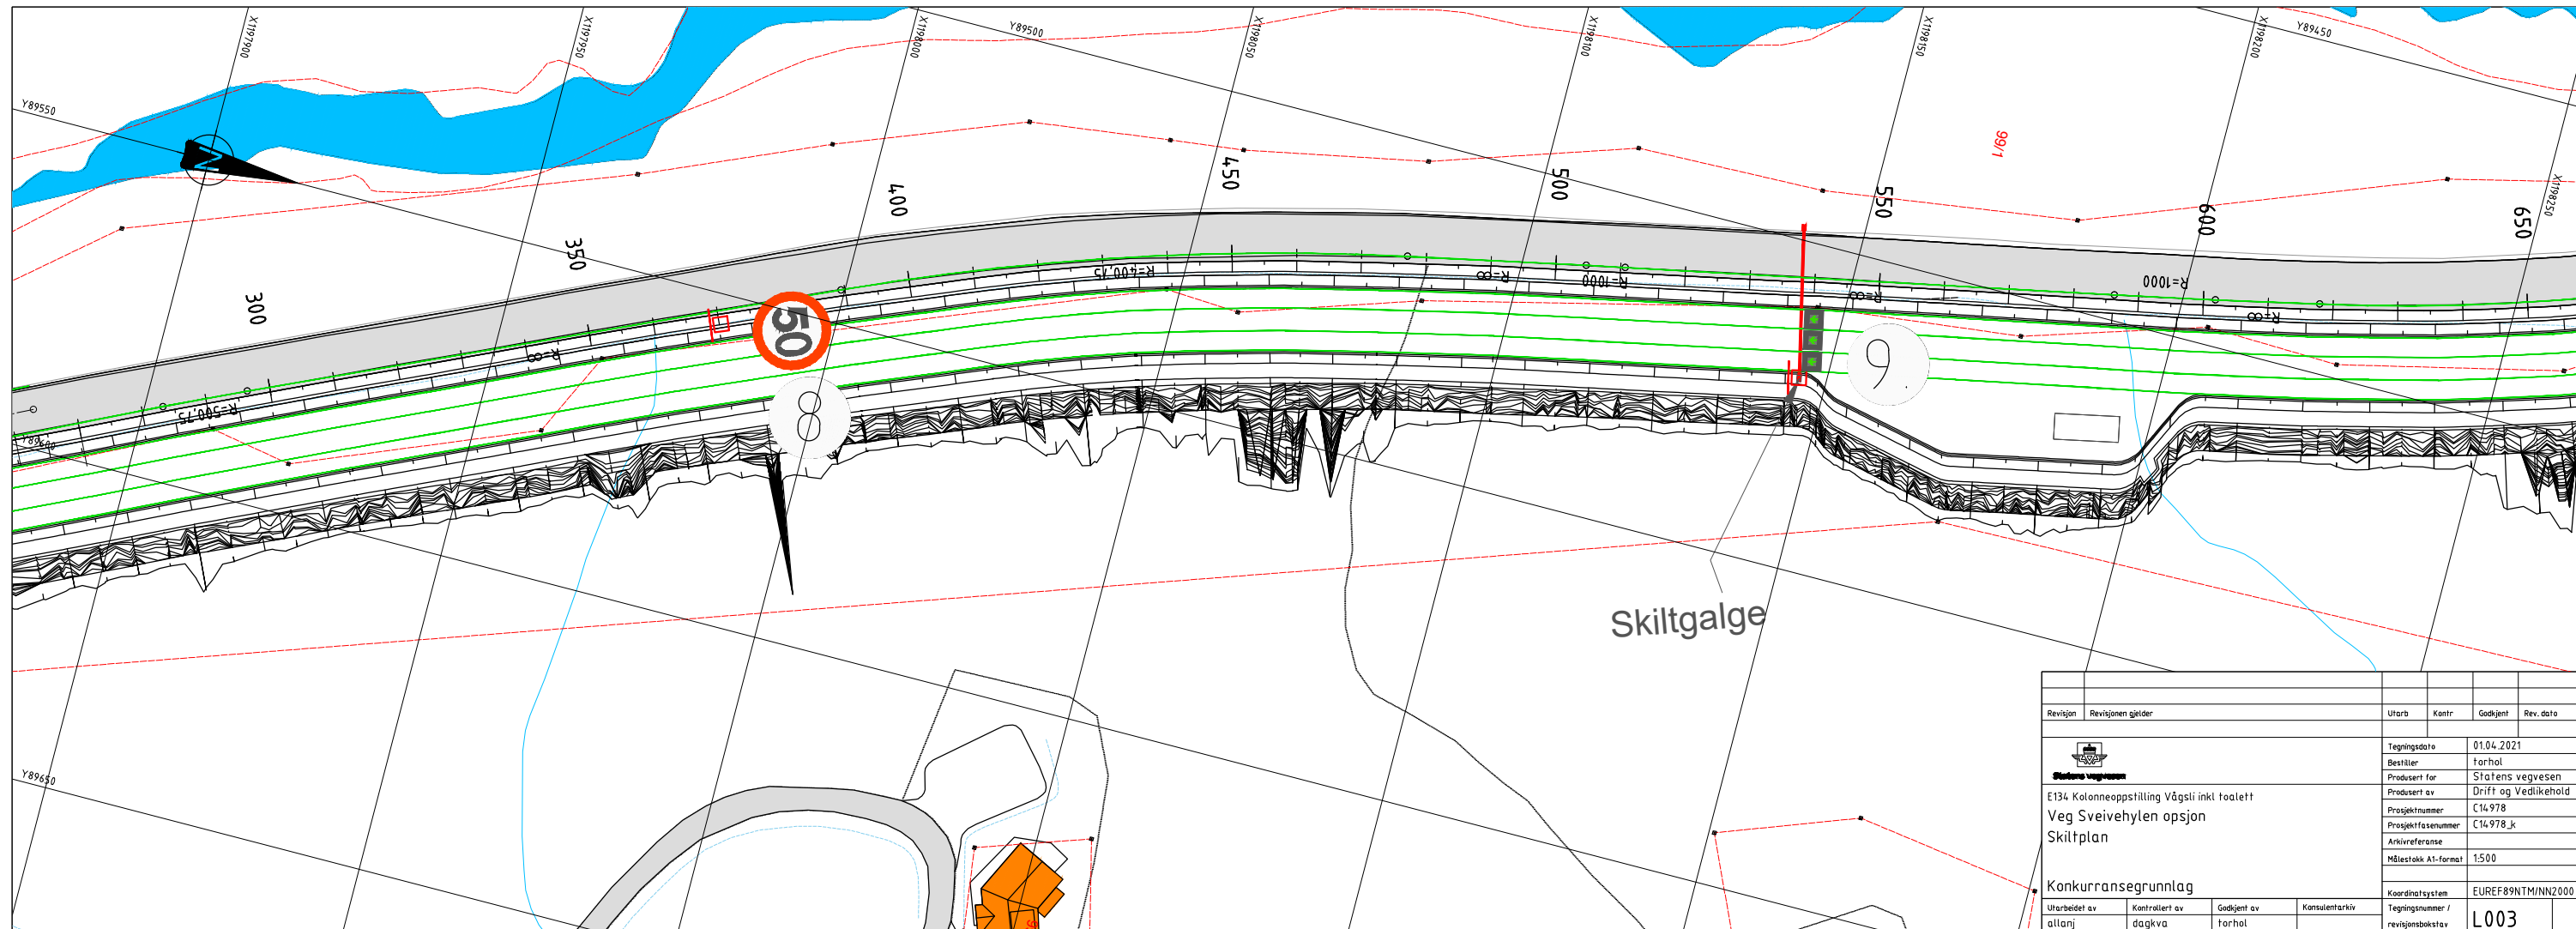 X1197900
X1197950
X1198000
Y89500
X1198050
X1198100
X1198150
X1198200
Y89450
Y89550
N
99/1
X1198250
300
350
400
450
500
550
600
650
R=500,75
R=∞
R=400,75
R=∞
R=1000
R=∞
R=1000
R=∞
50
8
9
Y89600
Skiltgalge
Y89650
Revisjon
Revisjonen gjelder
Utarb
Kontr
Godkjent
Rev. dato
Statens vegvesen
Tegningsdato
01.04.2021
Bestiller
torhol
Produsert for
Statens vegvesen
Produsert av
Drift og Vedlikehold
Prosjektnummer
C14978
Prosjektfasenummer
C14978_k
Arkivreferanse
Målestokk A1-format
1:500
Koordinatsystem
EUREF89NTM/NN2000
E134 Kolonneoppstilling Vågsli inkl toalett
Veg Sveivehylen opsjon
Skiltplan
Konkurransegrunnlag
Utarbeidet av
Kontrollert av
Godkjent av
Konsulentarkiv
allanj
dagkva
torhol
Tegningsnummer /
revisjonsbokstav
L003